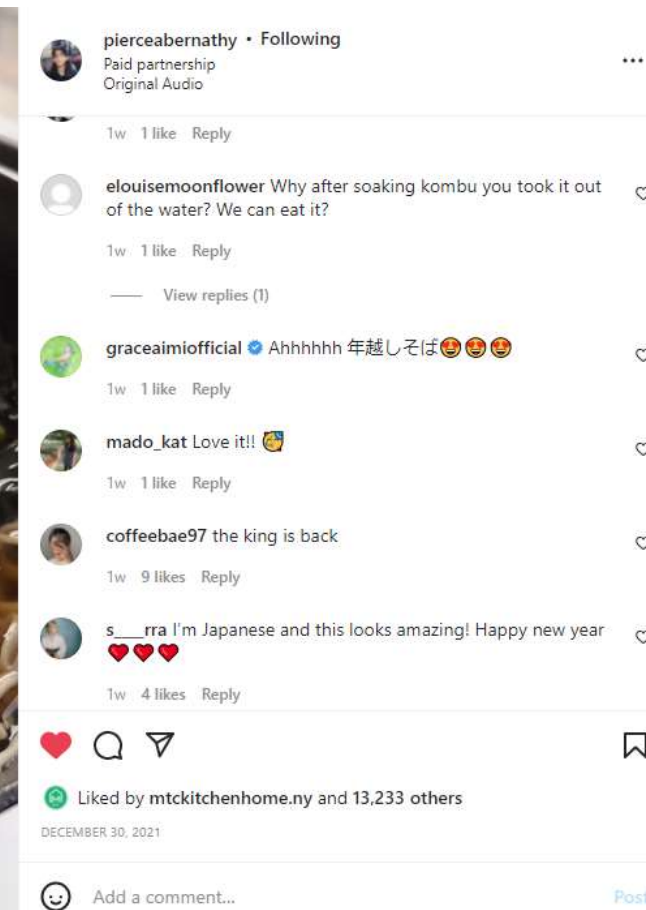 pierceabernathy • Following
Paid partnership
Original Audio
1w 1 like Reply
elouisemoonflower Why after soaking kombu you took it out
of the water? We can eat it?
1w 1 like Reply
View replies (1)
graceaimiofficial Ahhhhhh 年越しそば😍😍😍
1w 1 like Reply
mado_kat Love it!! 🥰
1w 1 like Reply
coffeebae97 the king is back
1w 9 likes Reply
s___rra I'm Japanese and this looks amazing! Happy new year
❤️❤️❤️
1w 4 likes Reply
Liked by mtckitchenhome.ny and 13,233 others
DECEMBER 30, 2021
Add a comment... Post